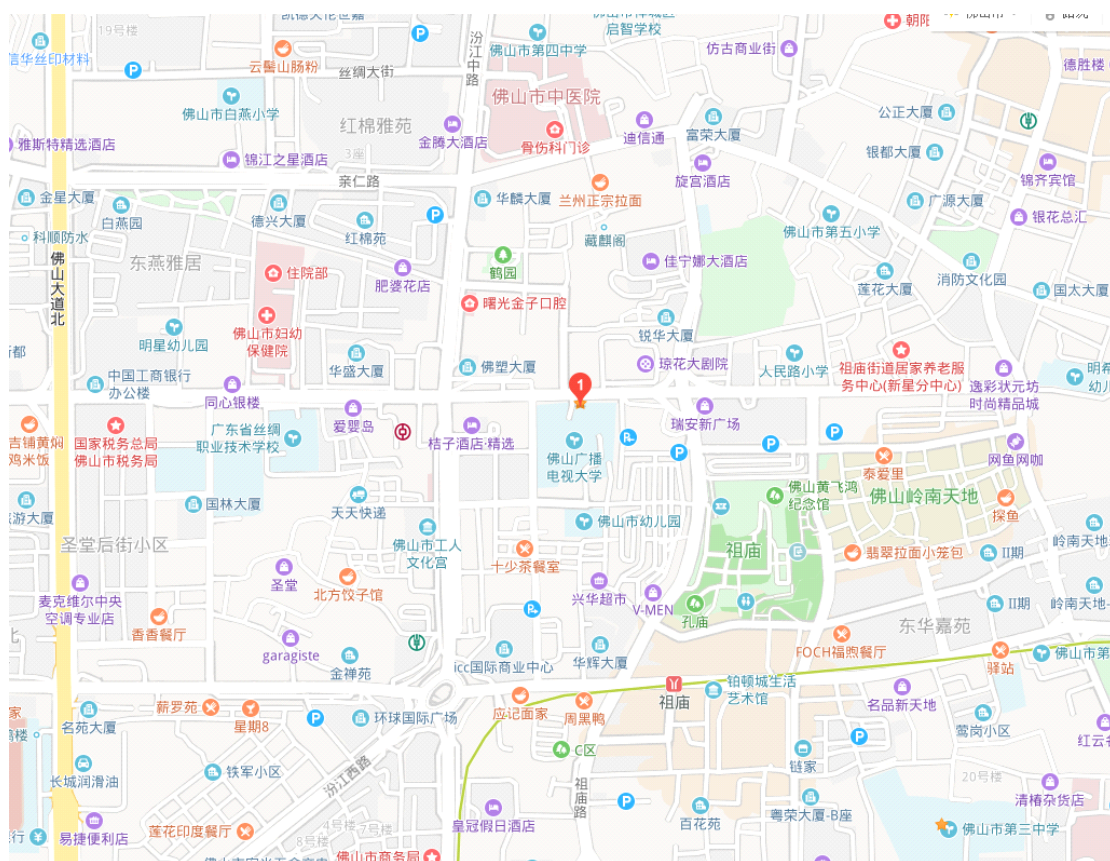 19号楼
信华丝印材料
云髻山肠粉
丝绸大街
汾江中路
佛山市第四中学
启智学校
仿古商业街
朝阳
德胜楼
佛山市白燕小学
红棉雅苑
3座
佛山市中医院
骨伤科门诊
金腾大酒店
迪信通
富荣大厦
公正大厦
银都大厦
雅斯特精选酒店
锦江之星酒店
旋宫酒店
锦齐宾馆
金星大厦
亲仁路
华麟大厦
兰州正宗拉面
广源大厦
白燕园
德兴大厦
红棉苑
藏麒阁
佛山市第五小学
银花总汇
科顺防水
佛山大道北
东燕雅居
住院部
肥婆花店
鹤园
佳宁娜大酒店
莲花大厦
消防文化园
国太大厦
曙光金子口腔
锐华大厦
明星幼儿园
佛山市妇幼
保健院
华盛大厦
佛塑大厦
琼花大剧院
人民路小学
祖庙街道居家养老服
务中心(新星分中心)
逸彩状元坊
时尚精品城
中国工商银行
办公楼
同心银楼
1
爱婴岛
桔子酒店·精选
瑞安新广场
吉铺黄焖
鸡米饭
国家税务总局
佛山市税务局
广东省丝绸
职业技术学校
佛山广播
电视大学
泰爱里
网鱼网咖
佛山黄飞鸿
纪念馆
佛山岭南天地
探鱼
国林大厦
天天快递
佛山市幼儿园
旅游大厦
圣堂后街小区
佛山市工人
文化宫
十少茶餐室
祖庙
翡翠拉面小笼包
II期
岭南天地
圣堂
北方饺子馆
兴华超市
V-MEN
孔庙
II期
岭南天地
麦克维尔中央
空调专业店
香香餐厅
东华嘉苑
garagiste
金禅苑
icc国际商业中心
华辉大厦
FOCH福煦餐厅
驿站
佛山市第
薪罗苑
星期8
环球国际广场
应记面家
周黑鸭
祖庙
铂顿城生活
艺术馆
名品新天地
名苑大厦
莺岗小区
红云
C区
链家
长城润滑油
铁军小区
汾江西路
祖庙路
20号楼
清椿杂货店
易捷便利店
莲花印度餐厅
4号楼
7号楼
8号楼
皇冠假日酒店
百花苑
粤荣大厦-B座
佛山市第三中学
佛山市商务局